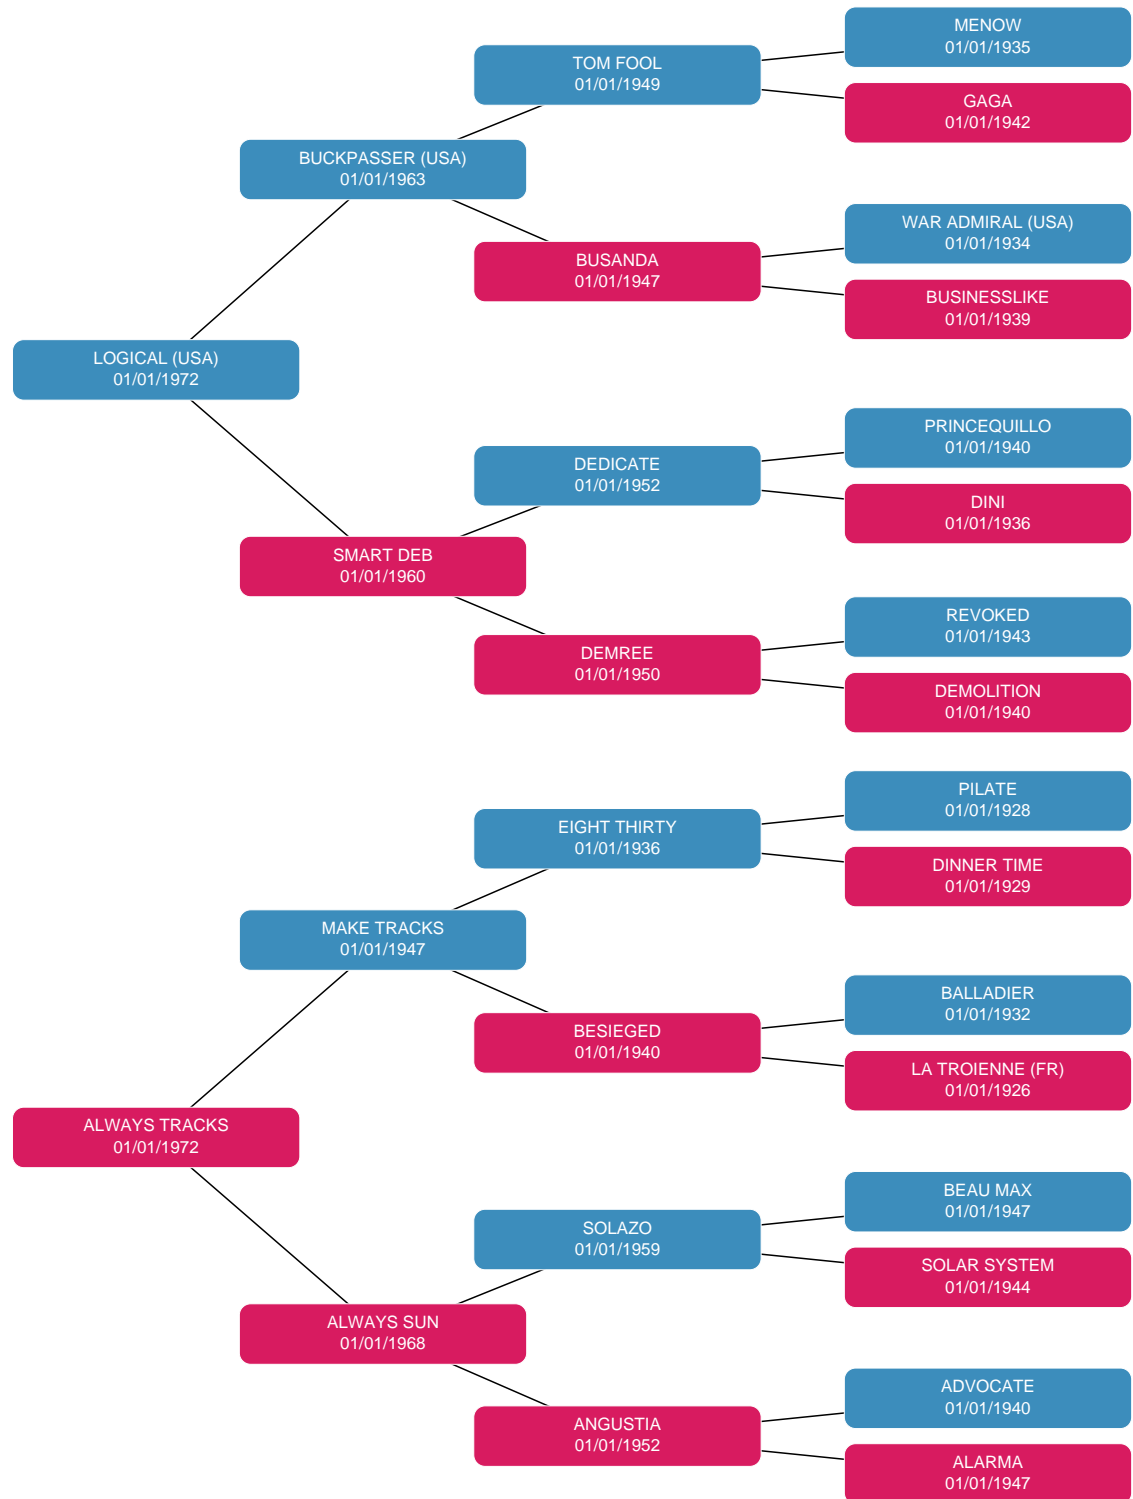 MENOW
01/01/1935
TOM FOOL
01/01/1949
GAGA
01/01/1942
BUCKPASSER (USA)
01/01/1963
WAR ADMIRAL (USA)
01/01/1934
BUSANDA
01/01/1947
BUSINESSLIKE
01/01/1939
LOGICAL (USA)
01/01/1972
PRINCEQUILLO
01/01/1940
DEDICATE
01/01/1952
DINI
01/01/1936
SMART DEB
01/01/1960
REVOKED
01/01/1943
DEMREE
01/01/1950
DEMOLITION
01/01/1940
PILATE
01/01/1928
EIGHT THIRTY
01/01/1936
DINNER TIME
01/01/1929
MAKE TRACKS
01/01/1947
BALLADIER
01/01/1932
BESIEGED
01/01/1940
LA TROIENNE (FR)
01/01/1926
ALWAYS TRACKS
01/01/1972
BEAU MAX
01/01/1947
SOLAZO
01/01/1959
SOLAR SYSTEM
01/01/1944
ALWAYS SUN
01/01/1968
ADVOCATE
01/01/1940
ANGUSTIA
01/01/1952
ALARMA
01/01/1947